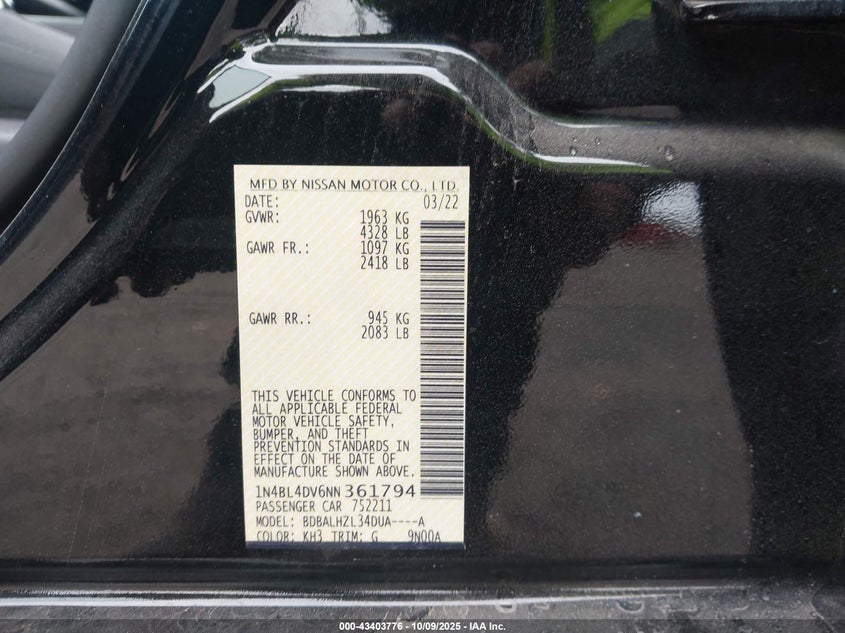 MFD BY NISSAN MOTOR CO., LTD.
DATE: 03/22
GVWR: 1963 KG
4328 LB
GAWR FR.: 1097 KG
2418 LB
GAWR RR.: 945 KG
2083 LB
THIS VEHICLE CONFORMS TO
ALL APPLICABLE FEDERAL
MOTOR VEHICLE SAFETY,
BUMPER, AND THEFT
PREVENTION STANDARDS IN
EFFECT ON THE DATE OF
MANUFACTURE SHOWN ABOVE.
1N4BL4DV6NN361794
PASSENGER CAR 752211
MODEL: BDBALHZL34DUA----A
COLOR: KH3 TRIM: G 9N00A
000-43403776 - 10/09/2025 - IAA Inc.